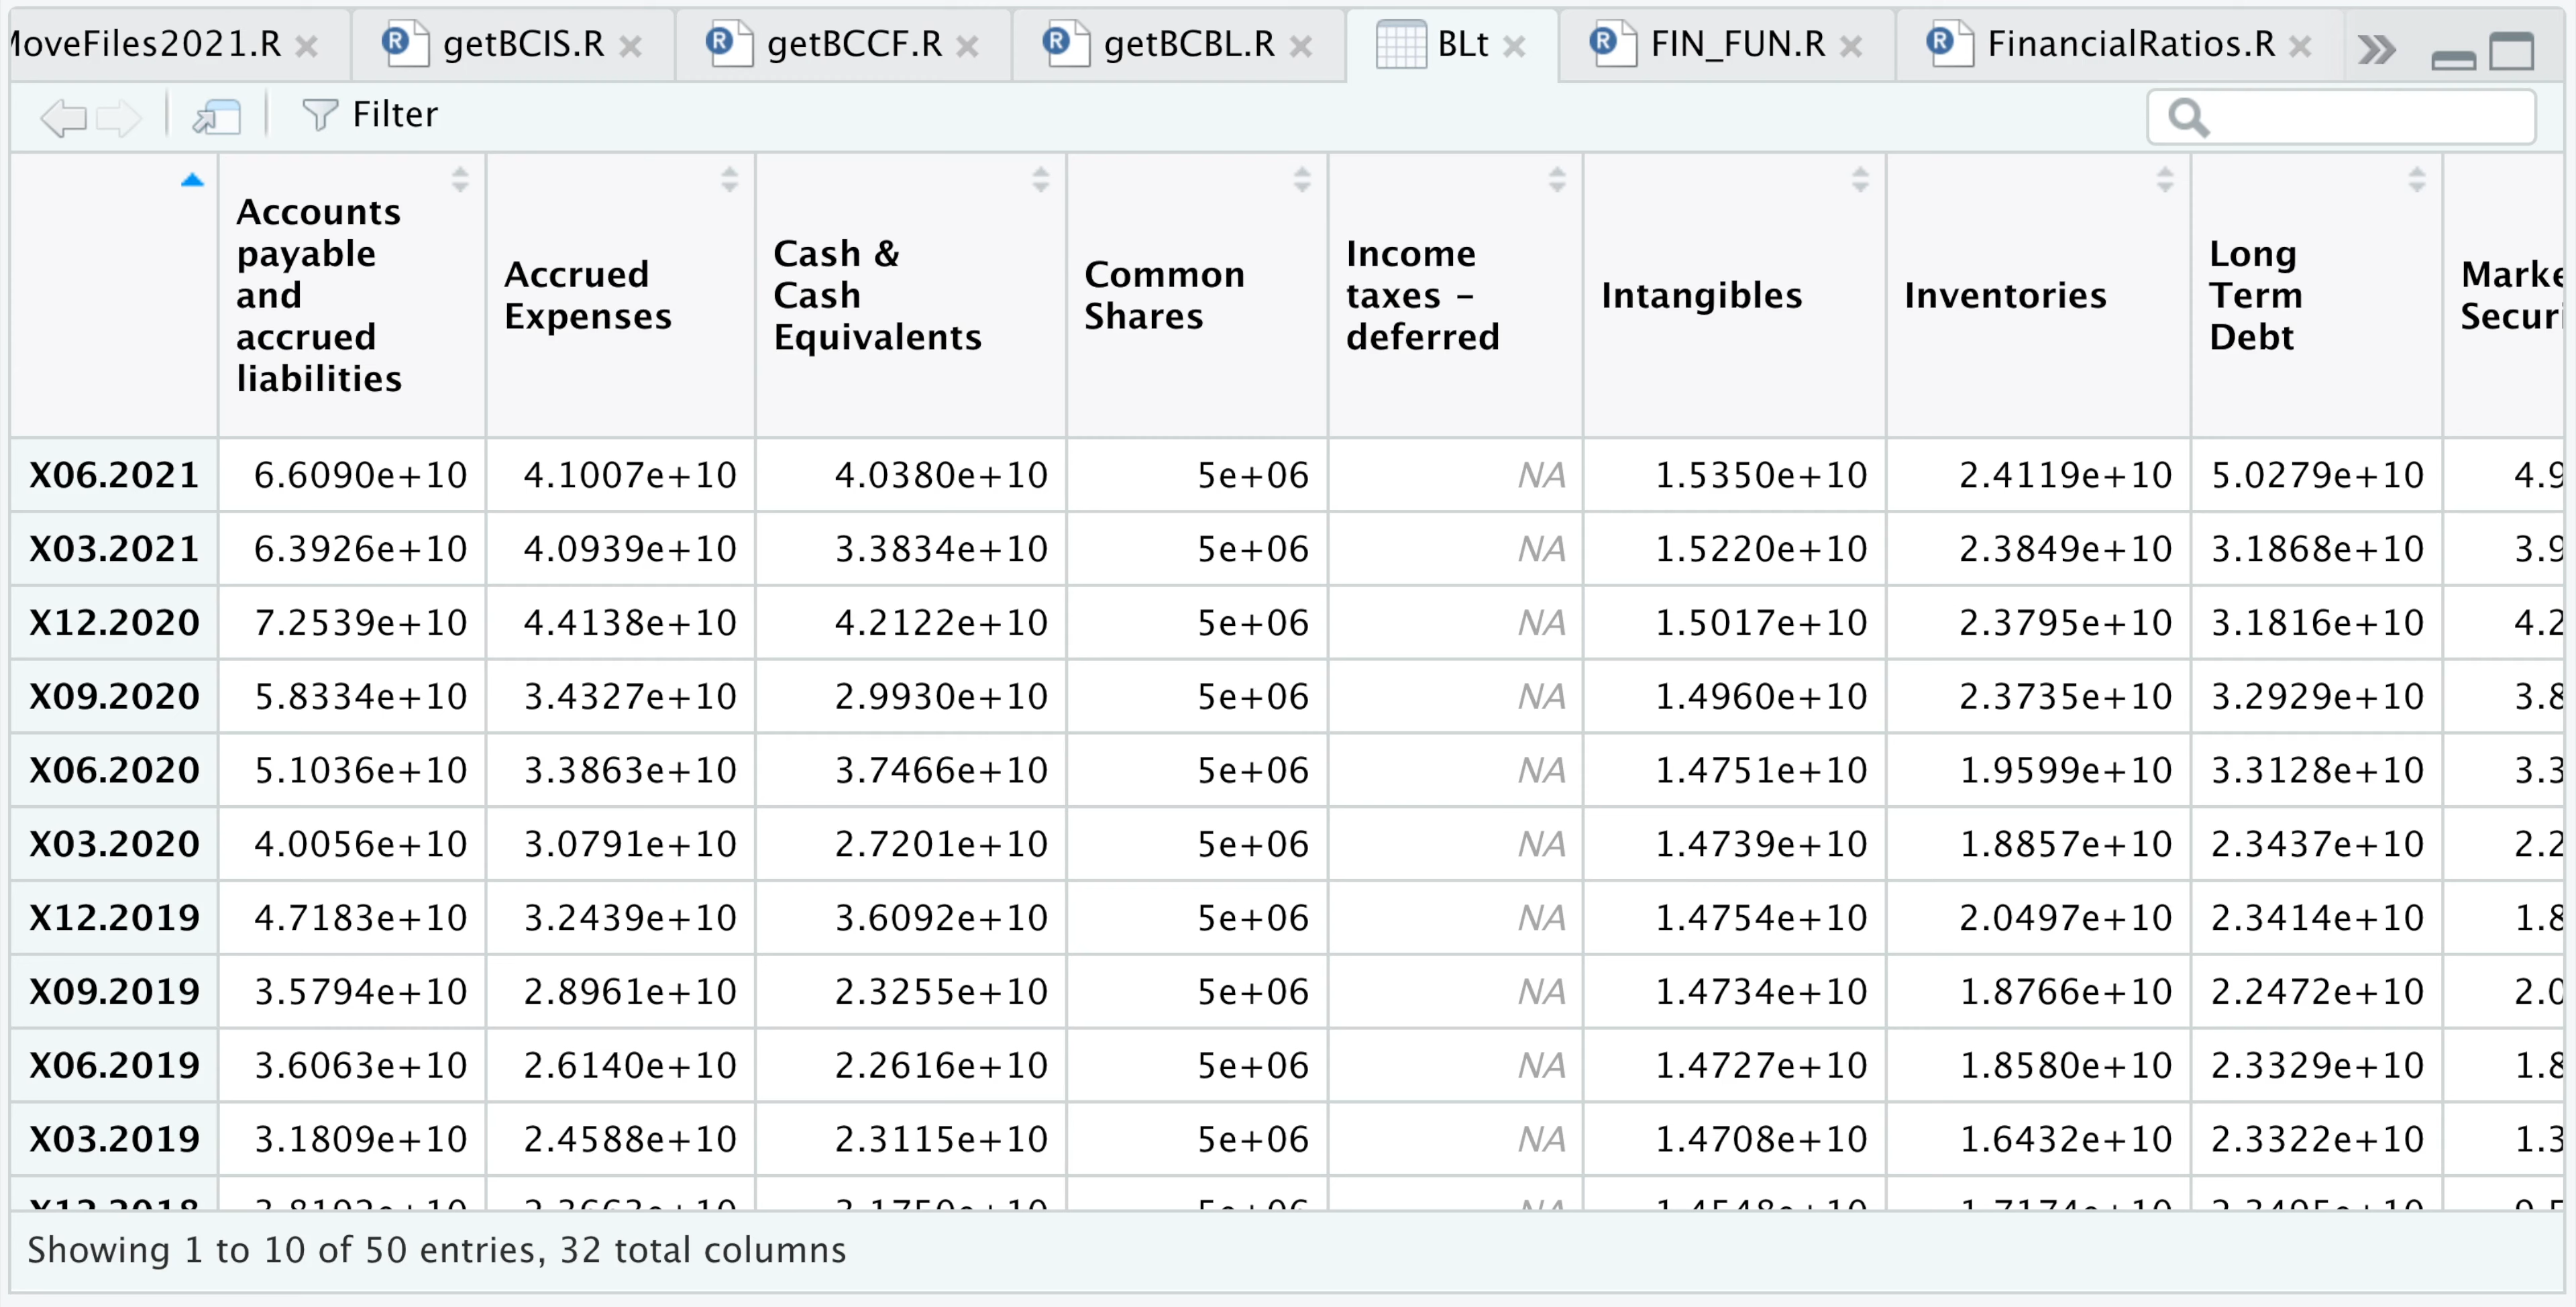 MoveFiles2021.R getBCIS.R getBCCF.R getBCBL.R BLt FIN_FUN.R FinancialRatios.R
Filter
Accounts payable and accrued liabilities Accrued Expenses Cash & Cash Equivalents Common Shares Income taxes – deferred Intangibles Inventories Long Term Debt
X06.2021 6.6090e+10 4.1007e+10 4.0380e+10 5e+06 NA 1.5350e+10 2.4119e+10 5.0279e+10 4.9
X03.2021 6.3926e+10 4.0939e+10 3.3834e+10 5e+06 NA 1.5220e+10 2.3849e+10 3.1868e+10 3.9
X12.2020 7.2539e+10 4.4138e+10 4.2122e+10 5e+06 NA 1.5017e+10 2.3795e+10 3.1816e+10 4.2
X09.2020 5.8334e+10 3.4327e+10 2.9930e+10 5e+06 NA 1.4960e+10 2.3735e+10 3.2929e+10 3.8
X06.2020 5.1036e+10 3.3863e+10 3.7466e+10 5e+06 NA 1.4751e+10 1.9599e+10 3.3128e+10 3.3
X03.2020 4.0056e+10 3.0791e+10 2.7201e+10 5e+06 NA 1.4739e+10 1.8857e+10 2.3437e+10 2.2
X12.2019 4.7183e+10 3.2439e+10 3.6092e+10 5e+06 NA 1.4754e+10 2.0497e+10 2.3414e+10 1.8
X09.2019 3.5794e+10 2.8961e+10 2.3255e+10 5e+06 NA 1.4734e+10 1.8766e+10 2.2472e+10 2.0
X06.2019 3.6063e+10 2.6140e+10 2.2616e+10 5e+06 NA 1.4727e+10 1.8580e+10 2.3329e+10 1.8
X03.2019 3.1809e+10 2.4588e+10 2.3115e+10 5e+06 NA 1.4708e+10 1.6432e+10 2.3322e+10 1.3
Showing 1 to 10 of 50 entries, 32 total columns